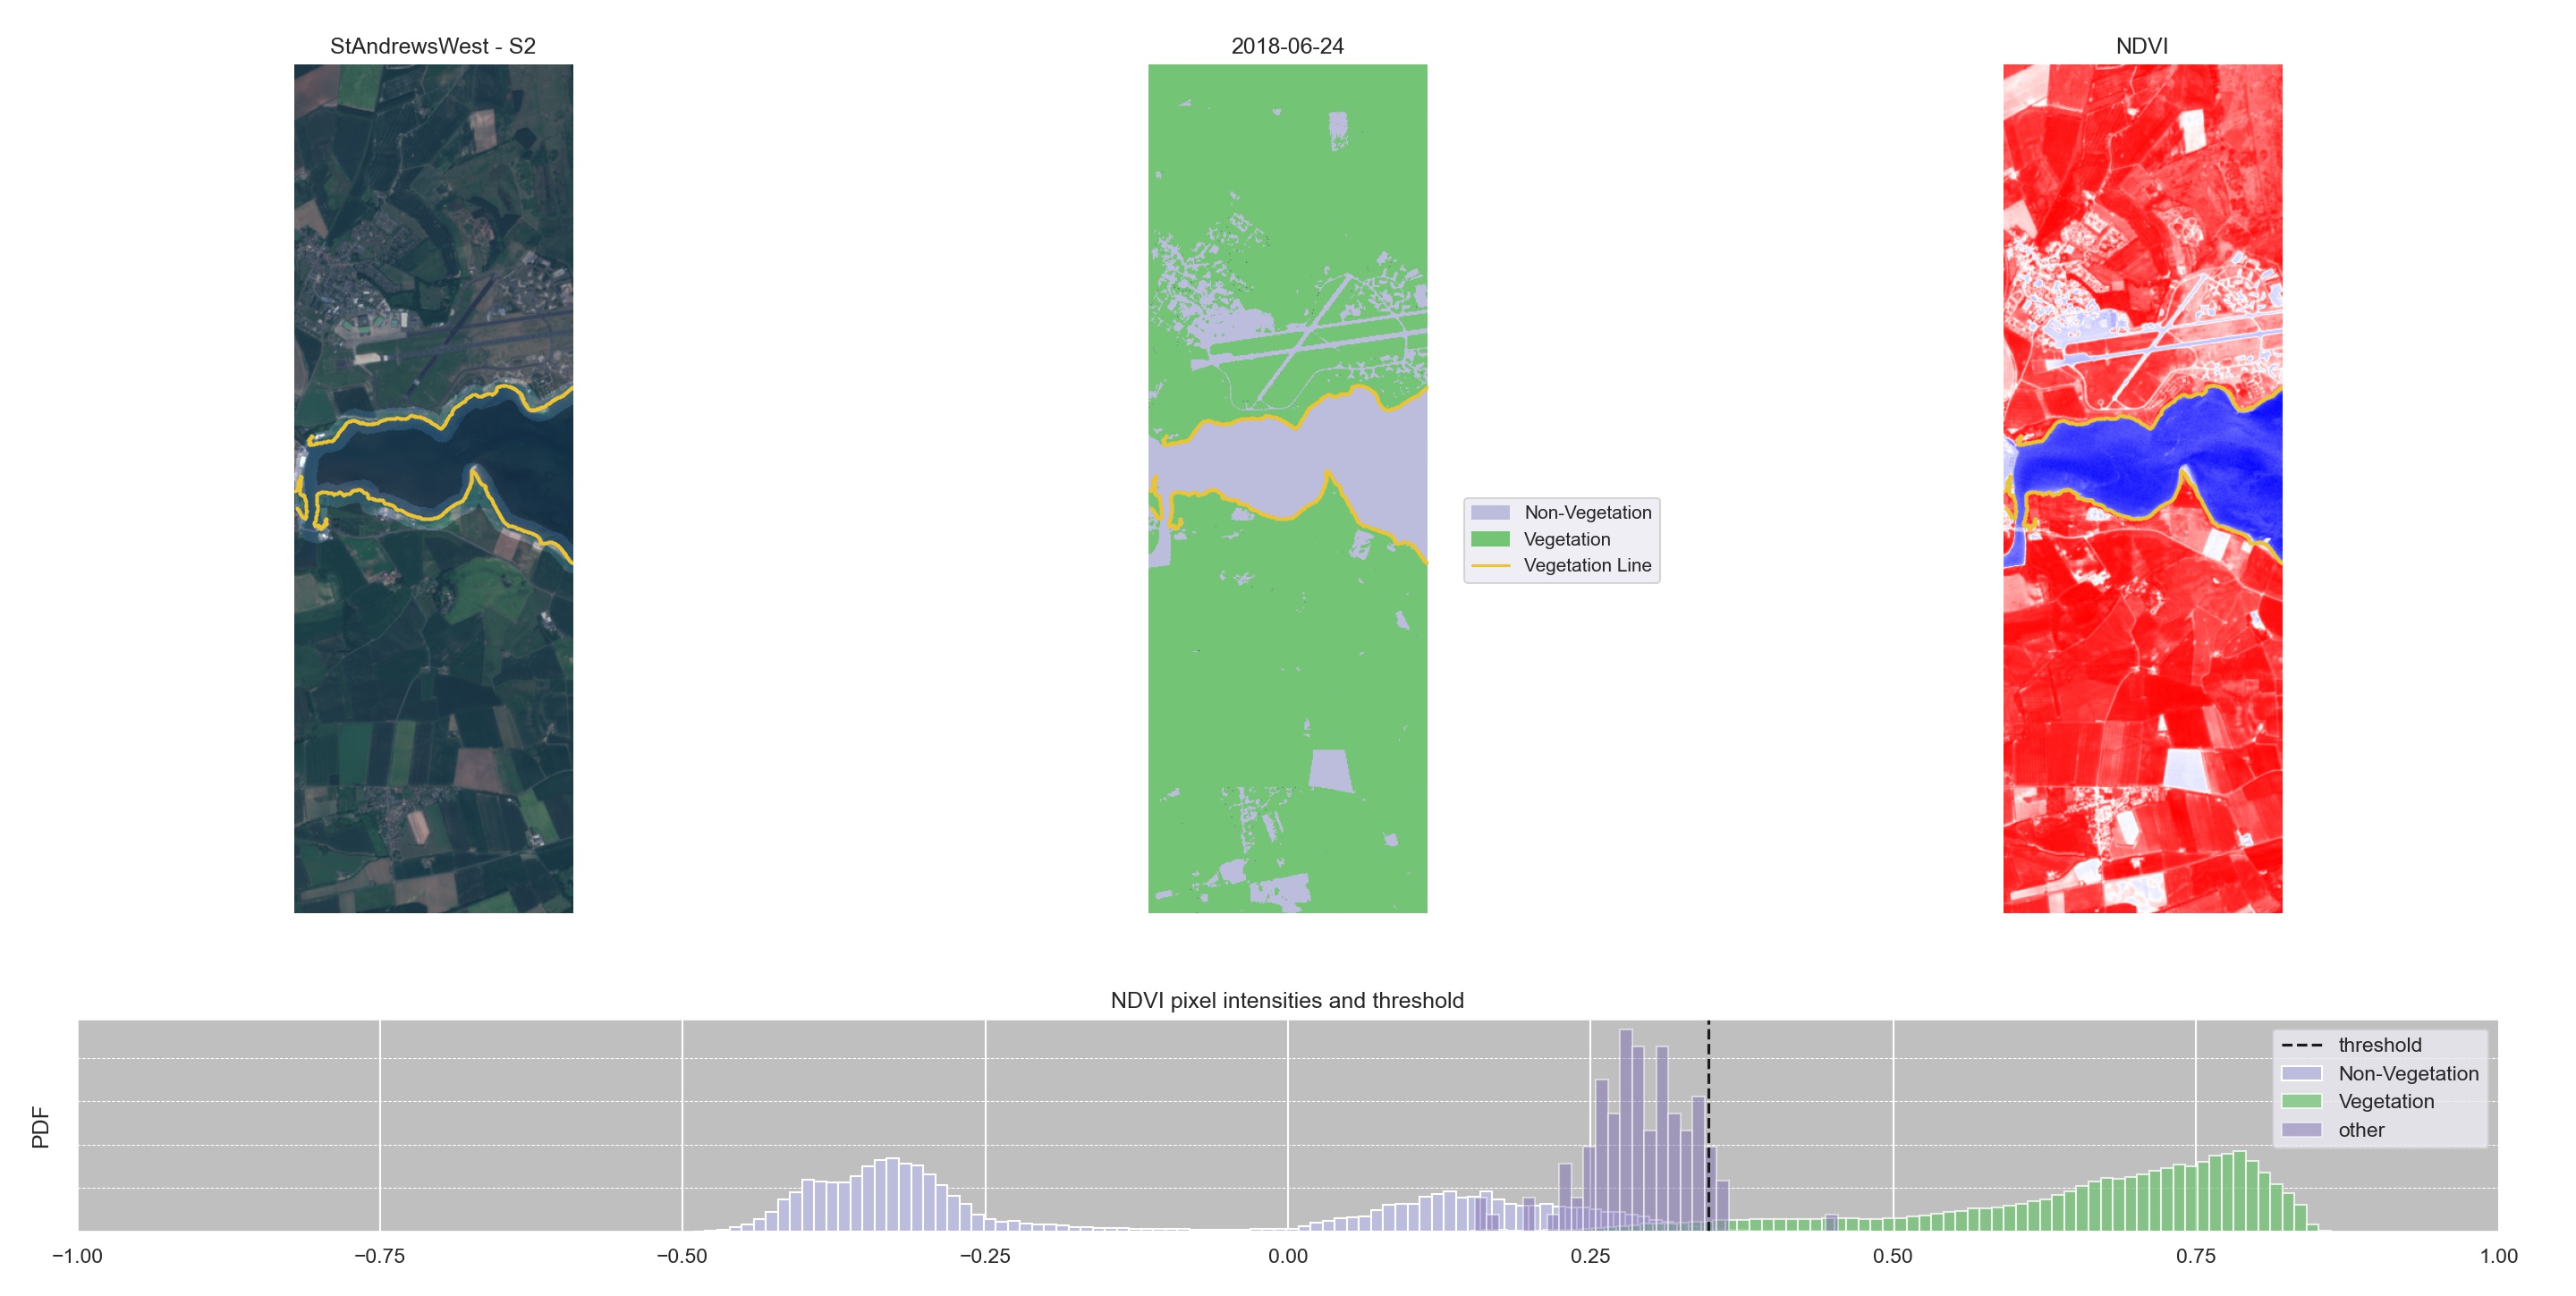 StAndrewsWest - S2
2018-06-24
NDVI
Non-Vegetation
Vegetation
Vegetation Line
NDVI pixel intensities and threshold
PDF
threshold
Non-Vegetation
Vegetation
other
−1.00 −0.75 −0.50 −0.25 0.00 0.25 0.50 0.75 1.00